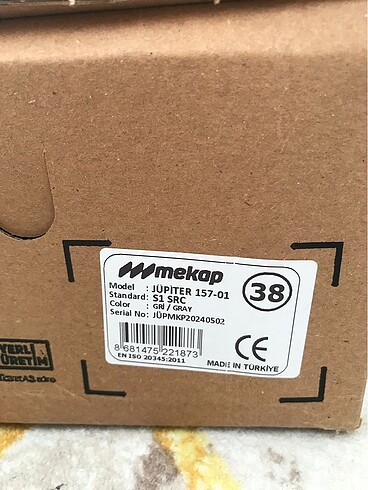 mekap
Model : JÜPİTER 157-01
Standard: S1 SRC
Color : GRİ / GRAY
Serial No: JÜPMKP20240502
38
8 681475 221873
EN ISO 20345:2011
CE
MADE IN TÜRKİYE
YERLİ
ÜRETİM